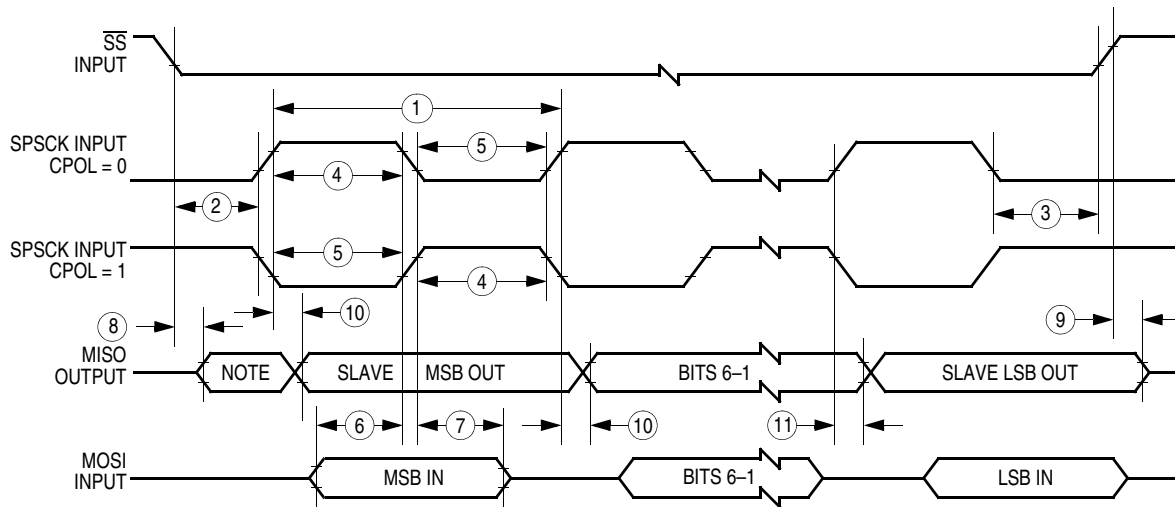 SS
INPUT
1
SPSCK INPUT
CPOL = 0
5
4
2
3
SPSCK INPUT
CPOL = 1
5
4
8
10
9
MISO
OUTPUT
NOTE
SLAVE
MSB OUT
BITS 6–1
SLAVE LSB OUT
6
7
10
11
MOSI
INPUT
MSB IN
BITS 6–1
LSB IN